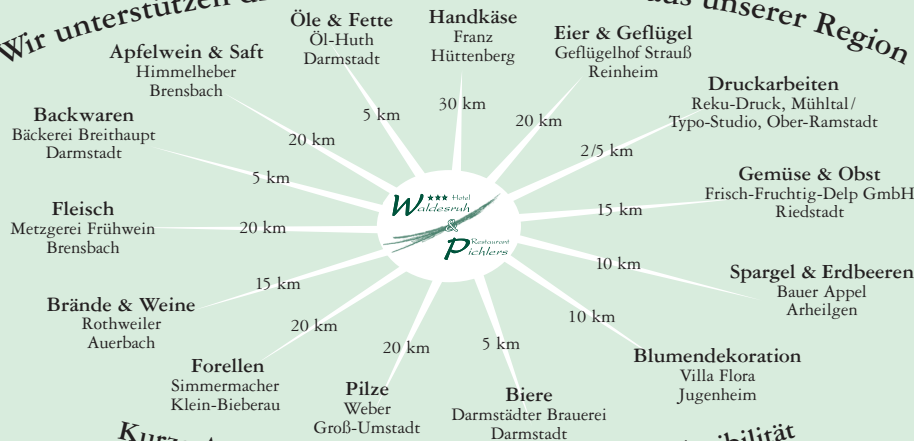 Wir unterstützen
aus unserer Region
Öle & Fette
Öl-Huth
Darmstadt
5 km
Handkäse
Franz
Hüttenberg
30 km
Eier & Geflügel
Geflügelhof Strauß
Reinheim
20 km
Druckarbeiten
Reku-Druck, Mühltal/
Typo-Studio, Ober-Ramstadt
2/5 km
Gemüse & Obst
Frisch-Fruchtig-Delp GmbH
Riedstadt
15 km
Spargel & Erdbeeren
Bauer Appel
Arheilgen
10 km
Blumendekoration
Villa Flora
Jugenheim
10 km
Biere
Darmstädter Brauerei
Darmstadt
5 km
Pilze
Weber
Groß-Umstadt
20 km
Forellen
Simmermacher
Klein-Bieberau
20 km
Brände & Weine
Rothweiler
Auerbach
15 km
Fleisch
Metzgerei Frühwein
Brensbach
20 km
Backwaren
Bäckerei Breithaupt
Darmstadt
5 km
Apfelwein & Saft
Himmelheber
Brensbach
20 km
*** Hotel
Waldesruh
&
Restaurant
Pichlers